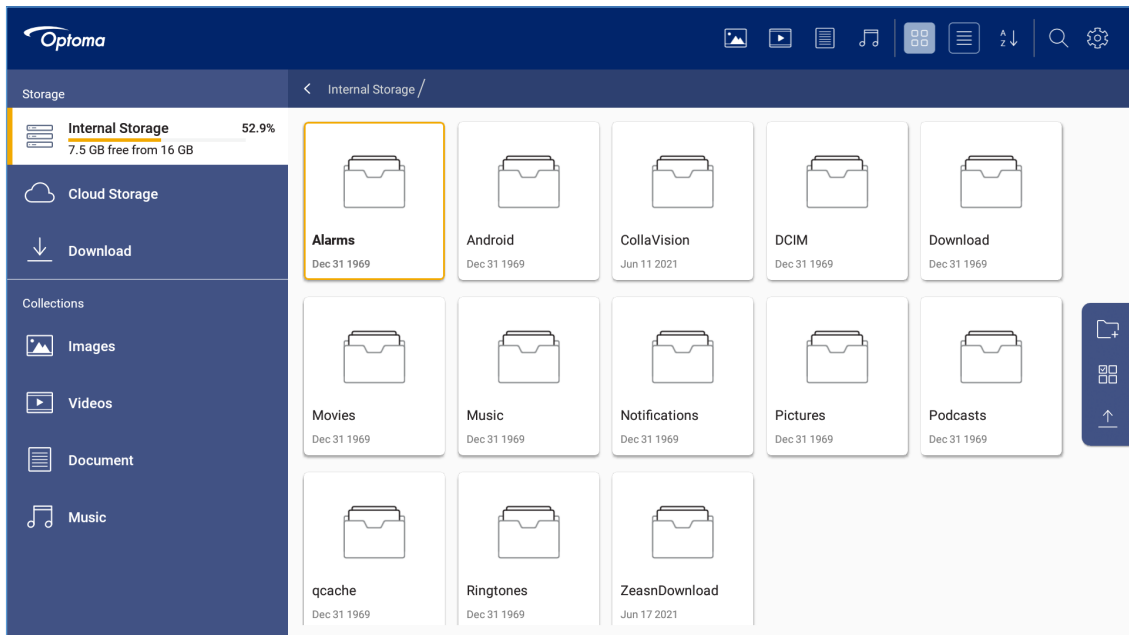 Optoma
A
Z
Storage
Internal Storage /
Internal Storage 52.9%
7.5 GB free from 16 GB
Cloud Storage
Download
Collections
Images
Videos
Document
Music
Alarms
Dec 31 1969
Android
Dec 31 1969
CollaVision
Jun 11 2021
DCIM
Dec 31 1969
Download
Dec 31 1969
Movies
Dec 31 1969
Music
Dec 31 1969
Notifications
Dec 31 1969
Pictures
Dec 31 1969
Podcasts
Dec 31 1969
qcache
Dec 31 1969
Ringtones
Dec 31 1969
ZeasnDownload
Jun 17 2021